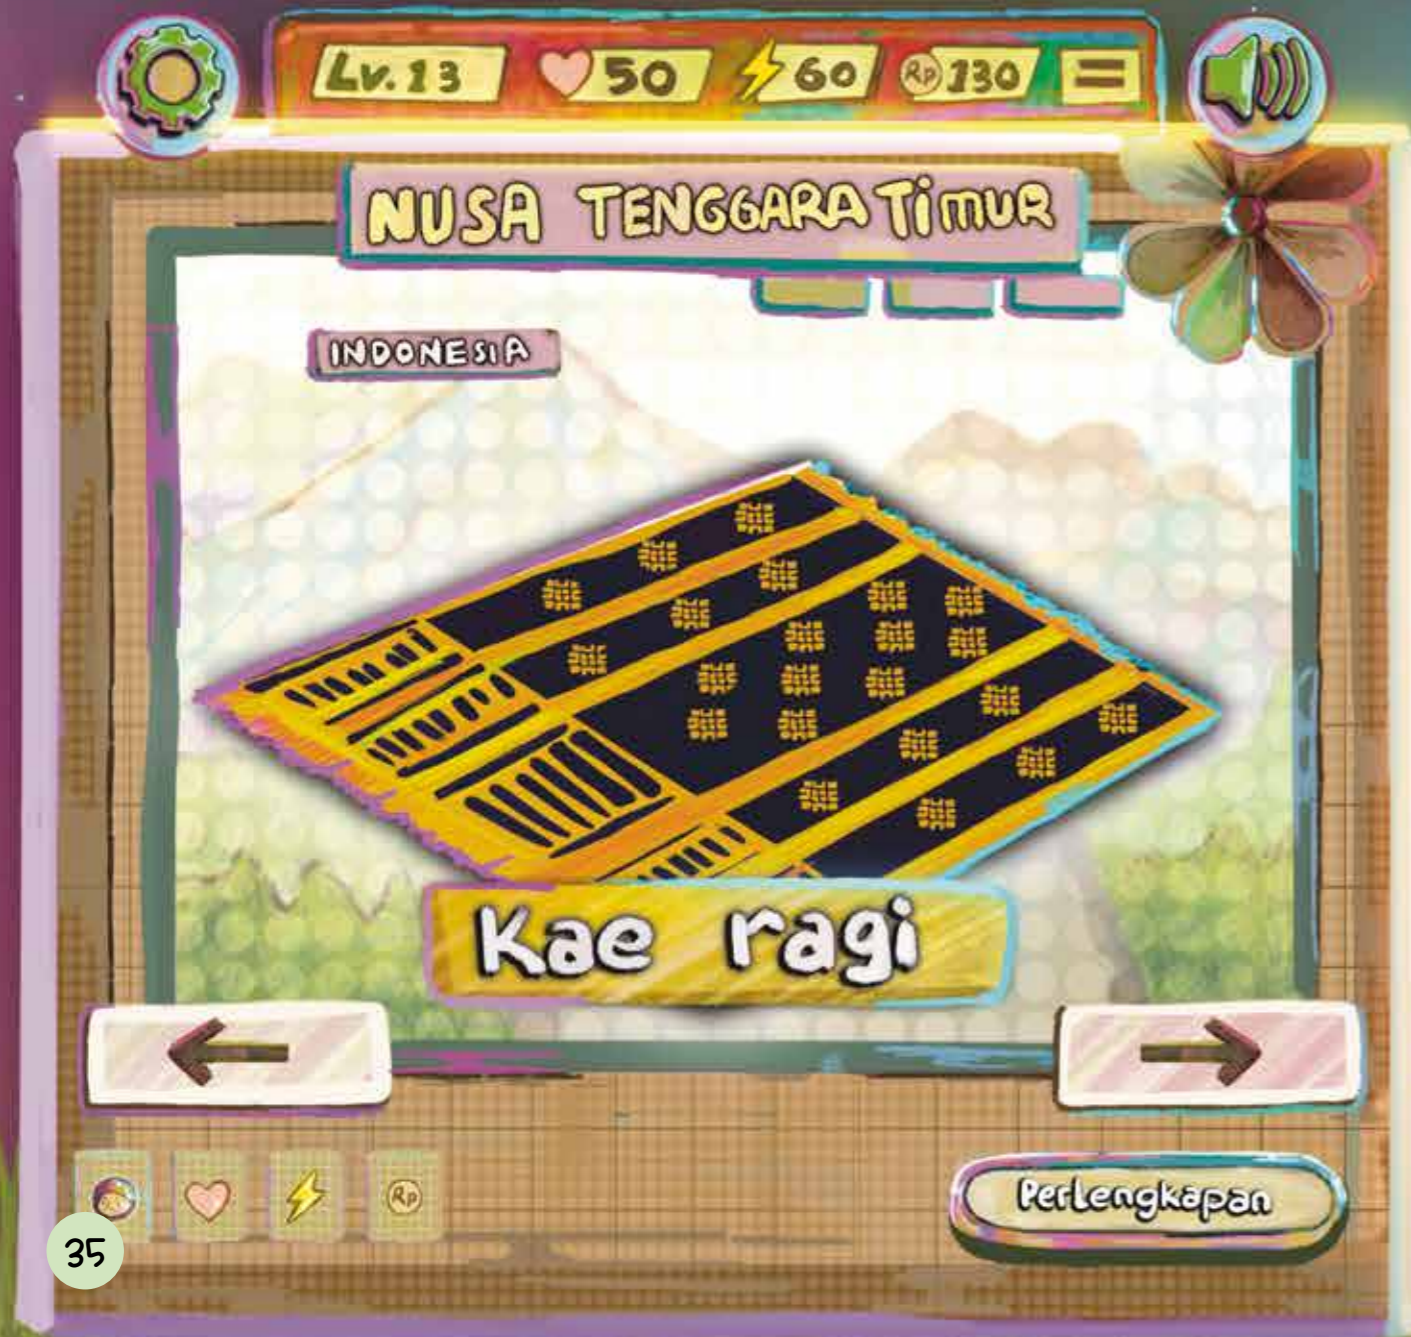 Lv. 13 50 60 Rp 130
NUSA TENGGARA TimUR
INDONESIA
Kae ragi
Rp
PerLengkapan
35